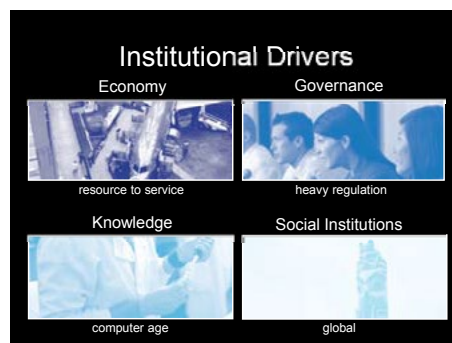 Institutional Drivers
Economy
Governance
resource to service
heavy regulation
Knowledge
Social Institutions
computer age
global